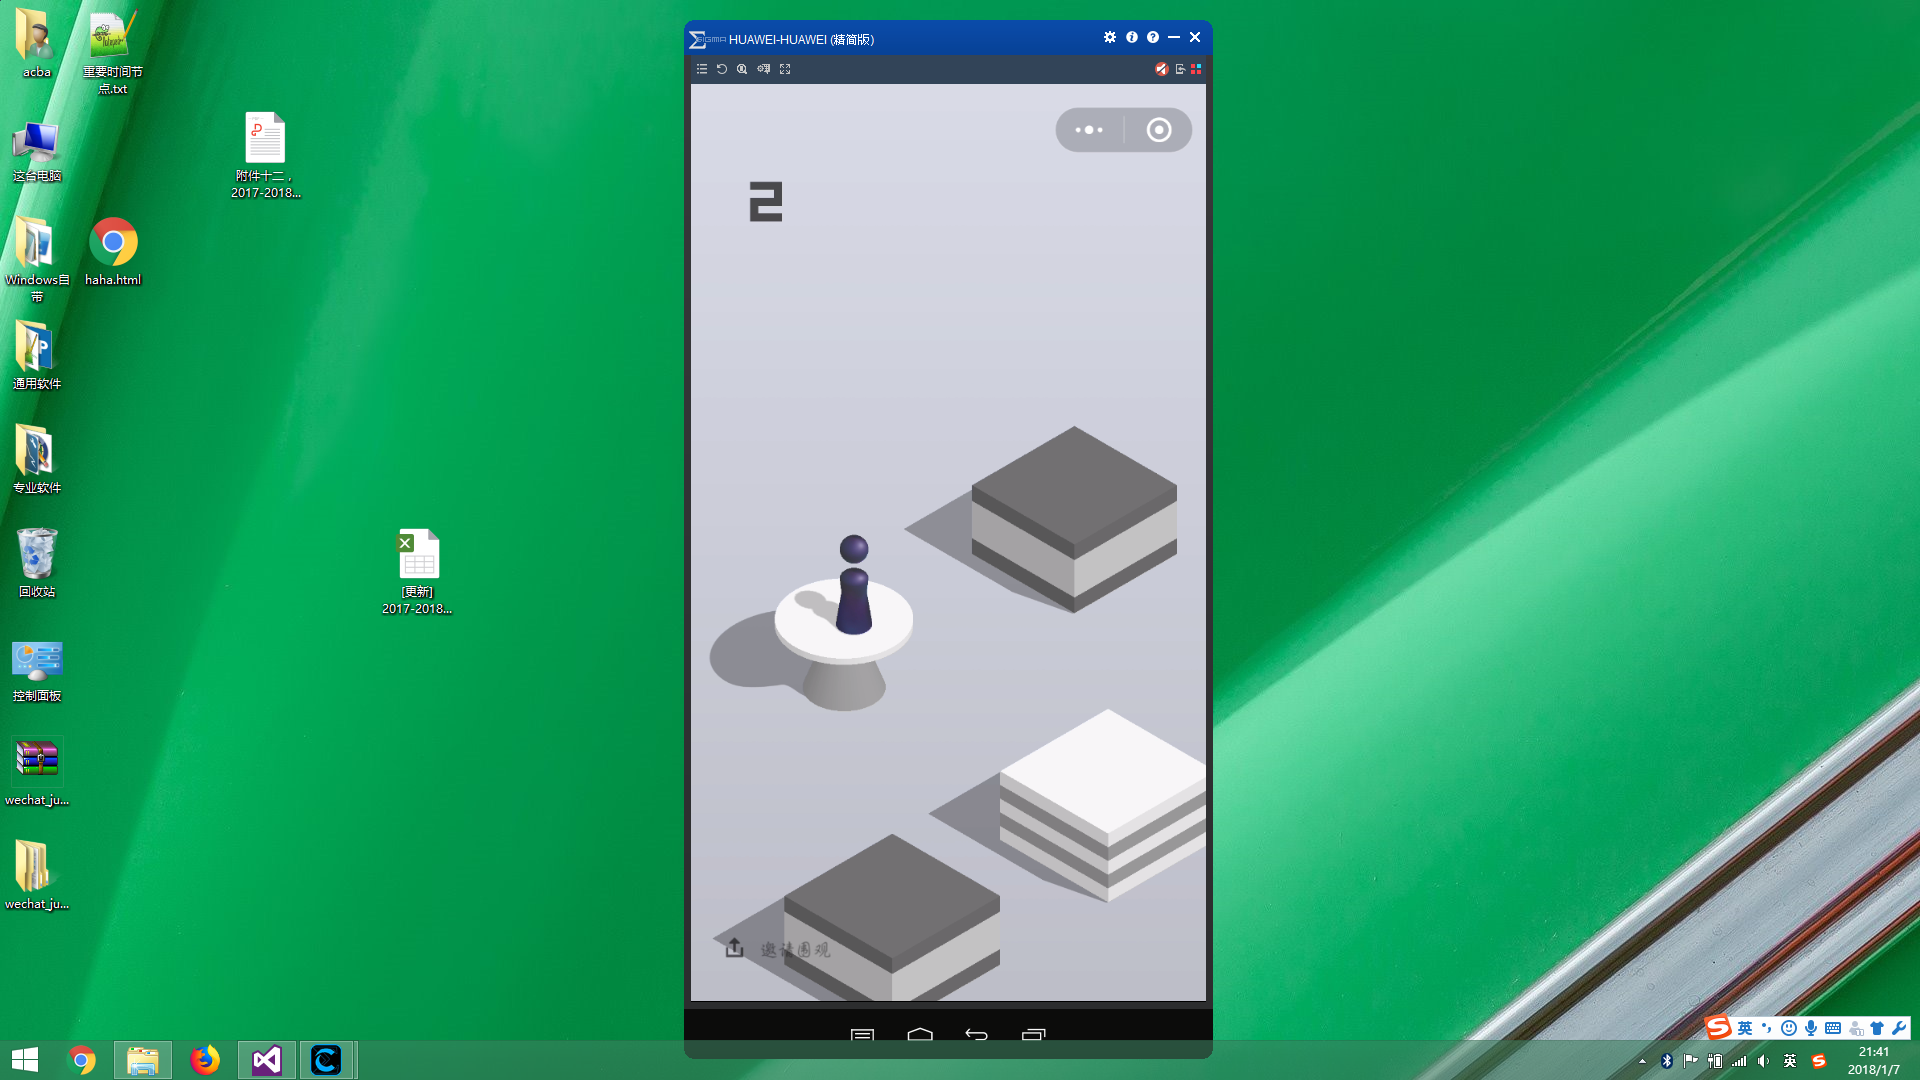 acba
重要时间节
点.txt
这台电脑
附件十二，
2017-2018...
Windows自
带
haha.html
通用软件
专业软件
回收站
[更新]
2017-2018...
控制面板
wechat_ju...
wechat_ju...
SIGMA HUAWEI-HUAWEI (精简版)
2
邀请围观
英
英
21:41
2018/1/7